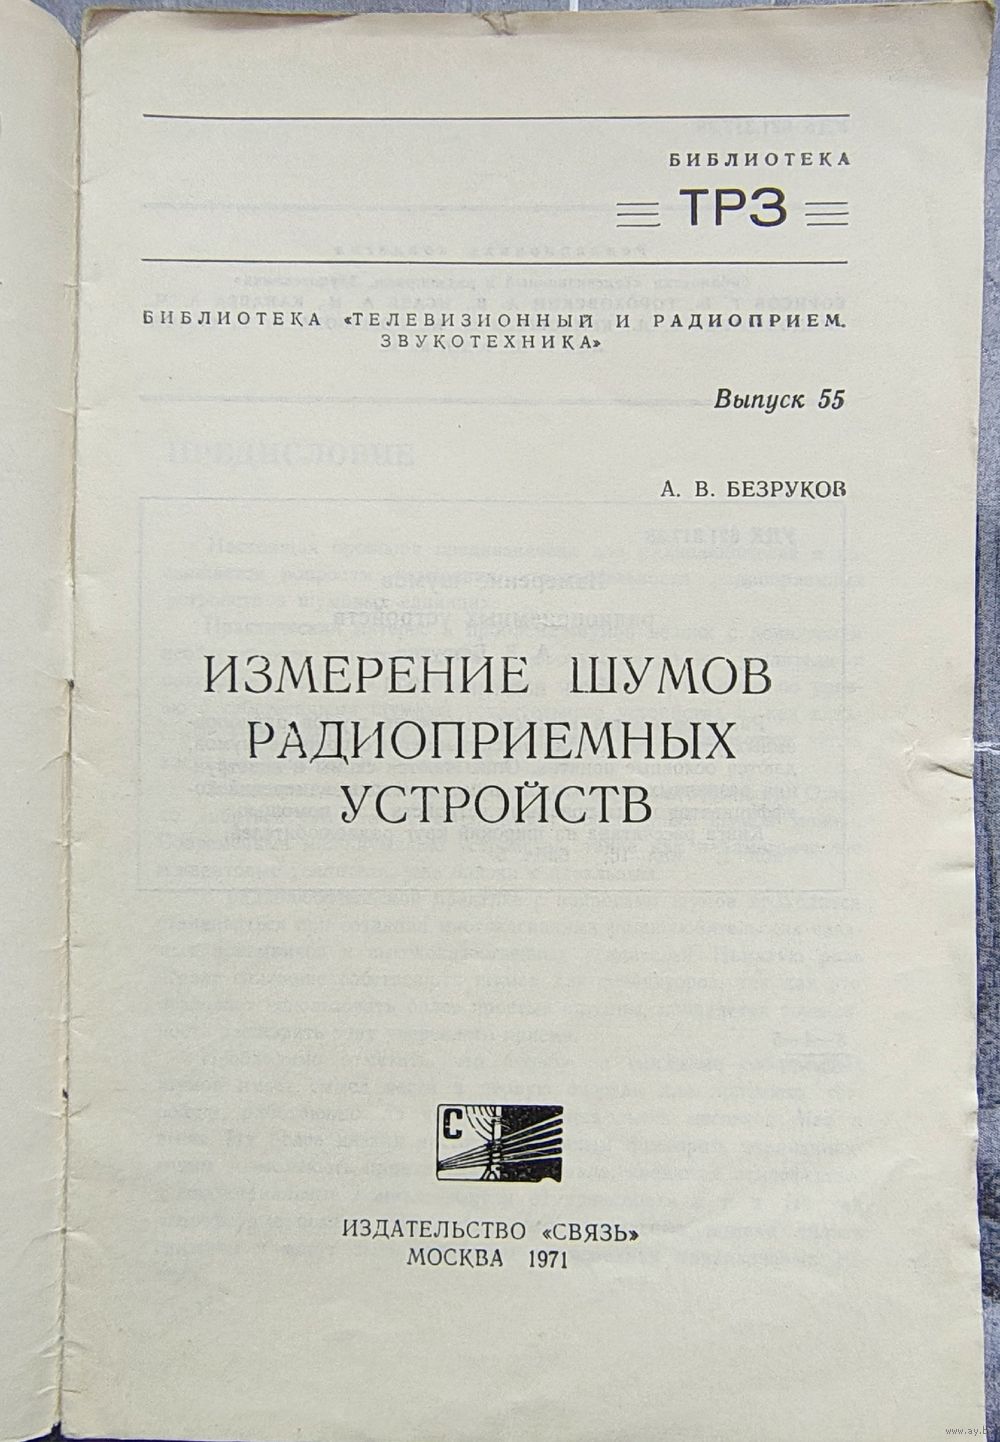 БИБЛИОТЕКА
ТРЗ
БИБЛИОТЕКА «ТЕЛЕВИЗИОННЫЙ И РАДИОПРИЕМ.
ЗВУКОТЕХНИКА»
Выпуск 55
А. В. БЕЗРУКОВ
ИЗМЕРЕНИЕ ШУМОВ
РАДИОПРИЕМНЫХ
УСТРОЙСТВ
С
ИЗДАТЕЛЬСТВО «СВЯЗЬ»
МОСКВА 1971